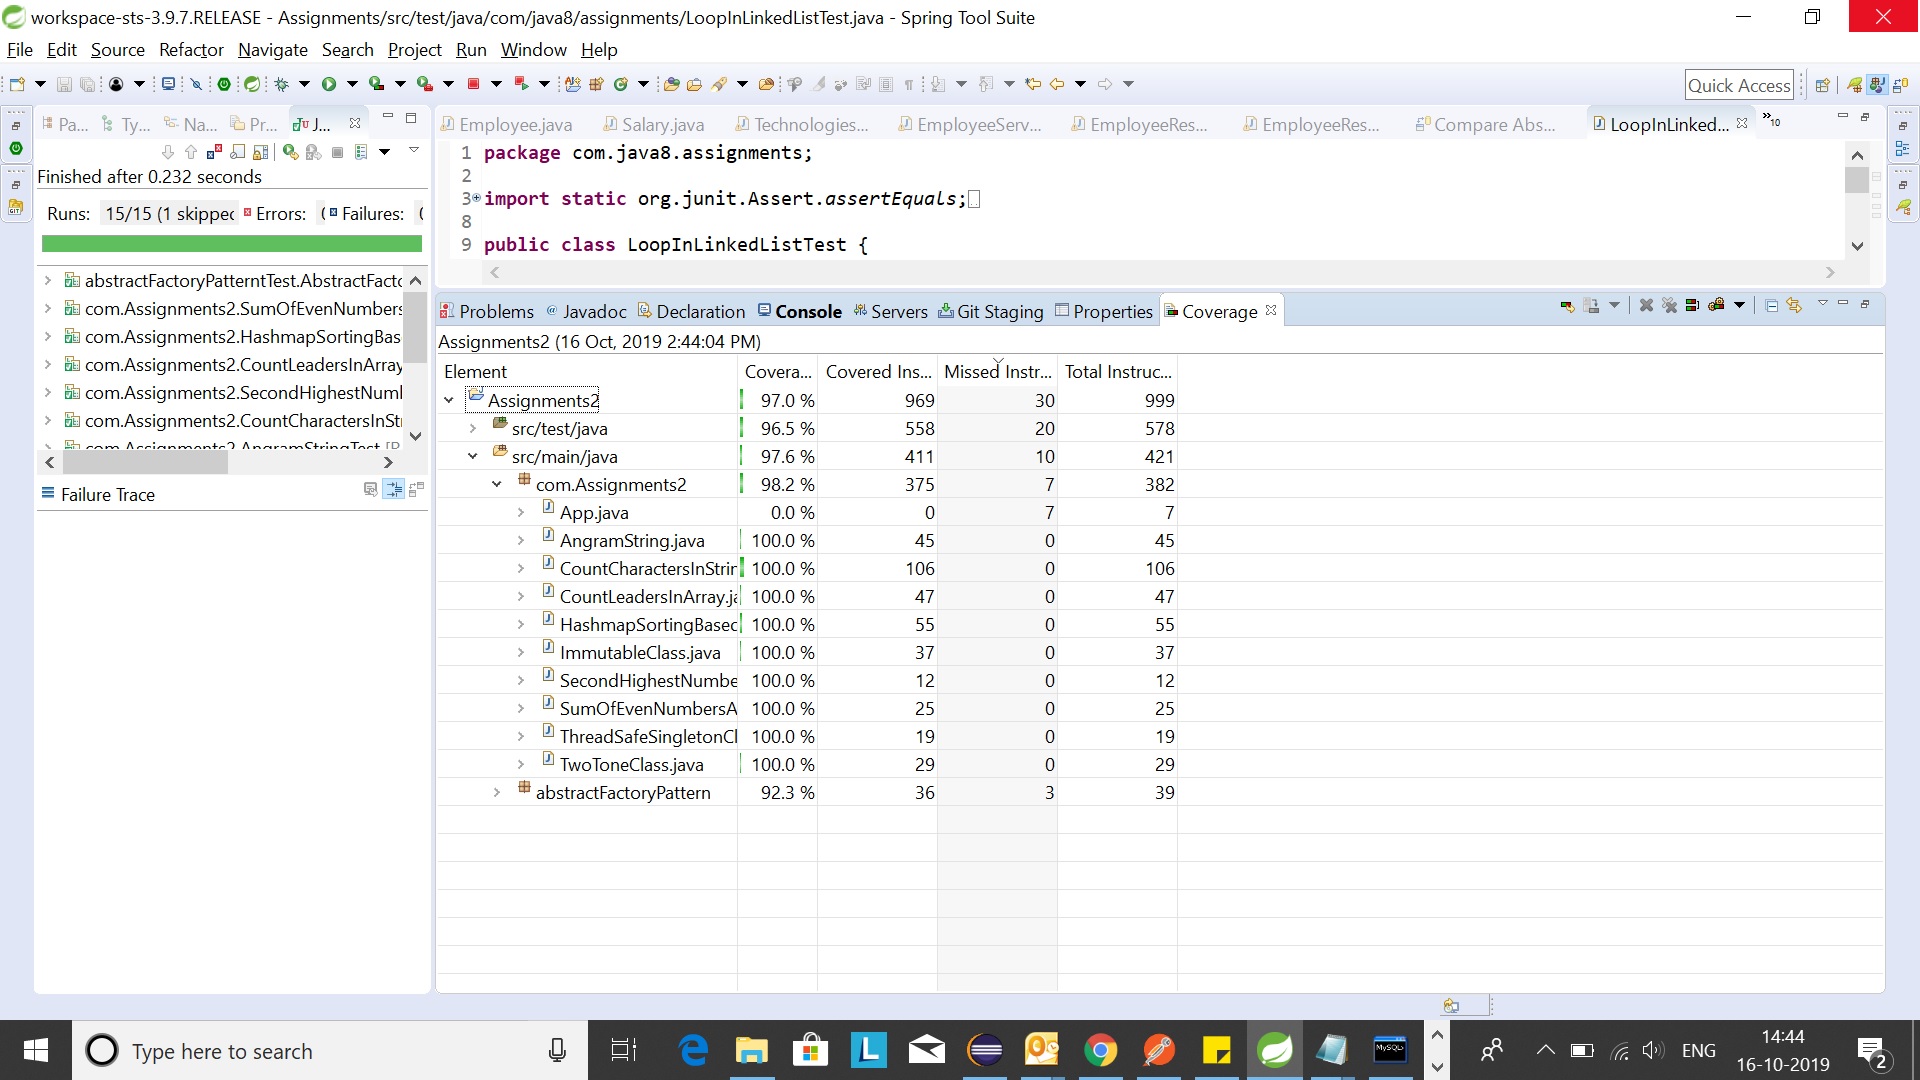 workspace-sts-3.9.7.RELEASE - Assignments/src/test/java/com/java8/assignments/LoopInLinkedListTest.java - Spring Tool Suite
File Edit Source Refactor Navigate Search Project Run Window Help
Quick Access
Pa... Ty... Na... Pr... J...
Employee.java Salary.java Technologies... EmployeeServ... EmployeeRes... EmployeeRes... Compare Abs... LoopInLinked... »10
Finished after 0.232 seconds
Runs: 15/15 (1 skipped Errors: Failures:
abstractFactoryPatterntTest.AbstractFacto
com.Assignments2.SumOfEvenNumbers
com.Assignments2.HashmapSortingBas
com.Assignments2.CountLeadersInArray
com.Assignments2.SecondHighestNuml
com.Assignments2.CountCharactersInSt
com.Assignments2.AngramStringTest [R
Failure Trace
1 package com.java8.assignments;
2
3 import static org.junit.Assert.assertEquals;
8
9 public class LoopInLinkedListTest {
Problems @ Javadoc Declaration Console Servers Git Staging Properties Coverage
Assignments2 (16 Oct, 2019 2:44:04 PM)
Element Covera... Covered Ins... Missed Instr... Total Instruc...
Assignments2 97.0 % 969 30 999
src/test/java 96.5 % 558 20 578
src/main/java 97.6 % 411 10 421
com.Assignments2 98.2 % 375 7 382
App.java 0.0 % 0 7 7
AngramString.java 100.0 % 45 0 45
CountCharactersInStrin 100.0 % 106 0 106
CountLeadersInArray.ja 100.0 % 47 0 47
HashmapSortingBased 100.0 % 55 0 55
ImmutableClass.java 100.0 % 37 0 37
SecondHighestNumbe 100.0 % 12 0 12
SumOfEvenNumbersA 100.0 % 25 0 25
ThreadSafeSingletonCl 100.0 % 19 0 19
TwoToneClass.java 100.0 % 29 0 29
abstractFactoryPattern 92.3 % 36 3 39
Type here to search
L
MySQL
ENG
14:44
16-10-2019
2